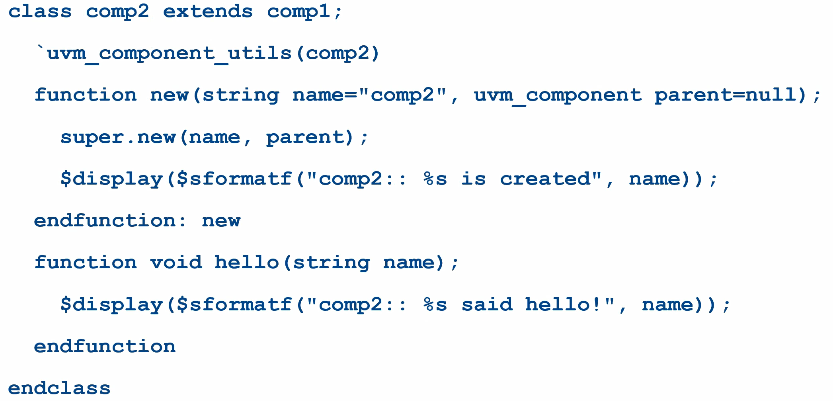 class comp2 extends comp1;
`uvm_component_utils(comp2)
function new(string name="comp2", uvm_component parent=null);
super.new(name, parent);
$display($sformatf("comp2:: %s is created", name));
endfunction: new
function void hello(string name);
$display($sformatf("comp2:: %s said hello!", name));
endfunction
endclass